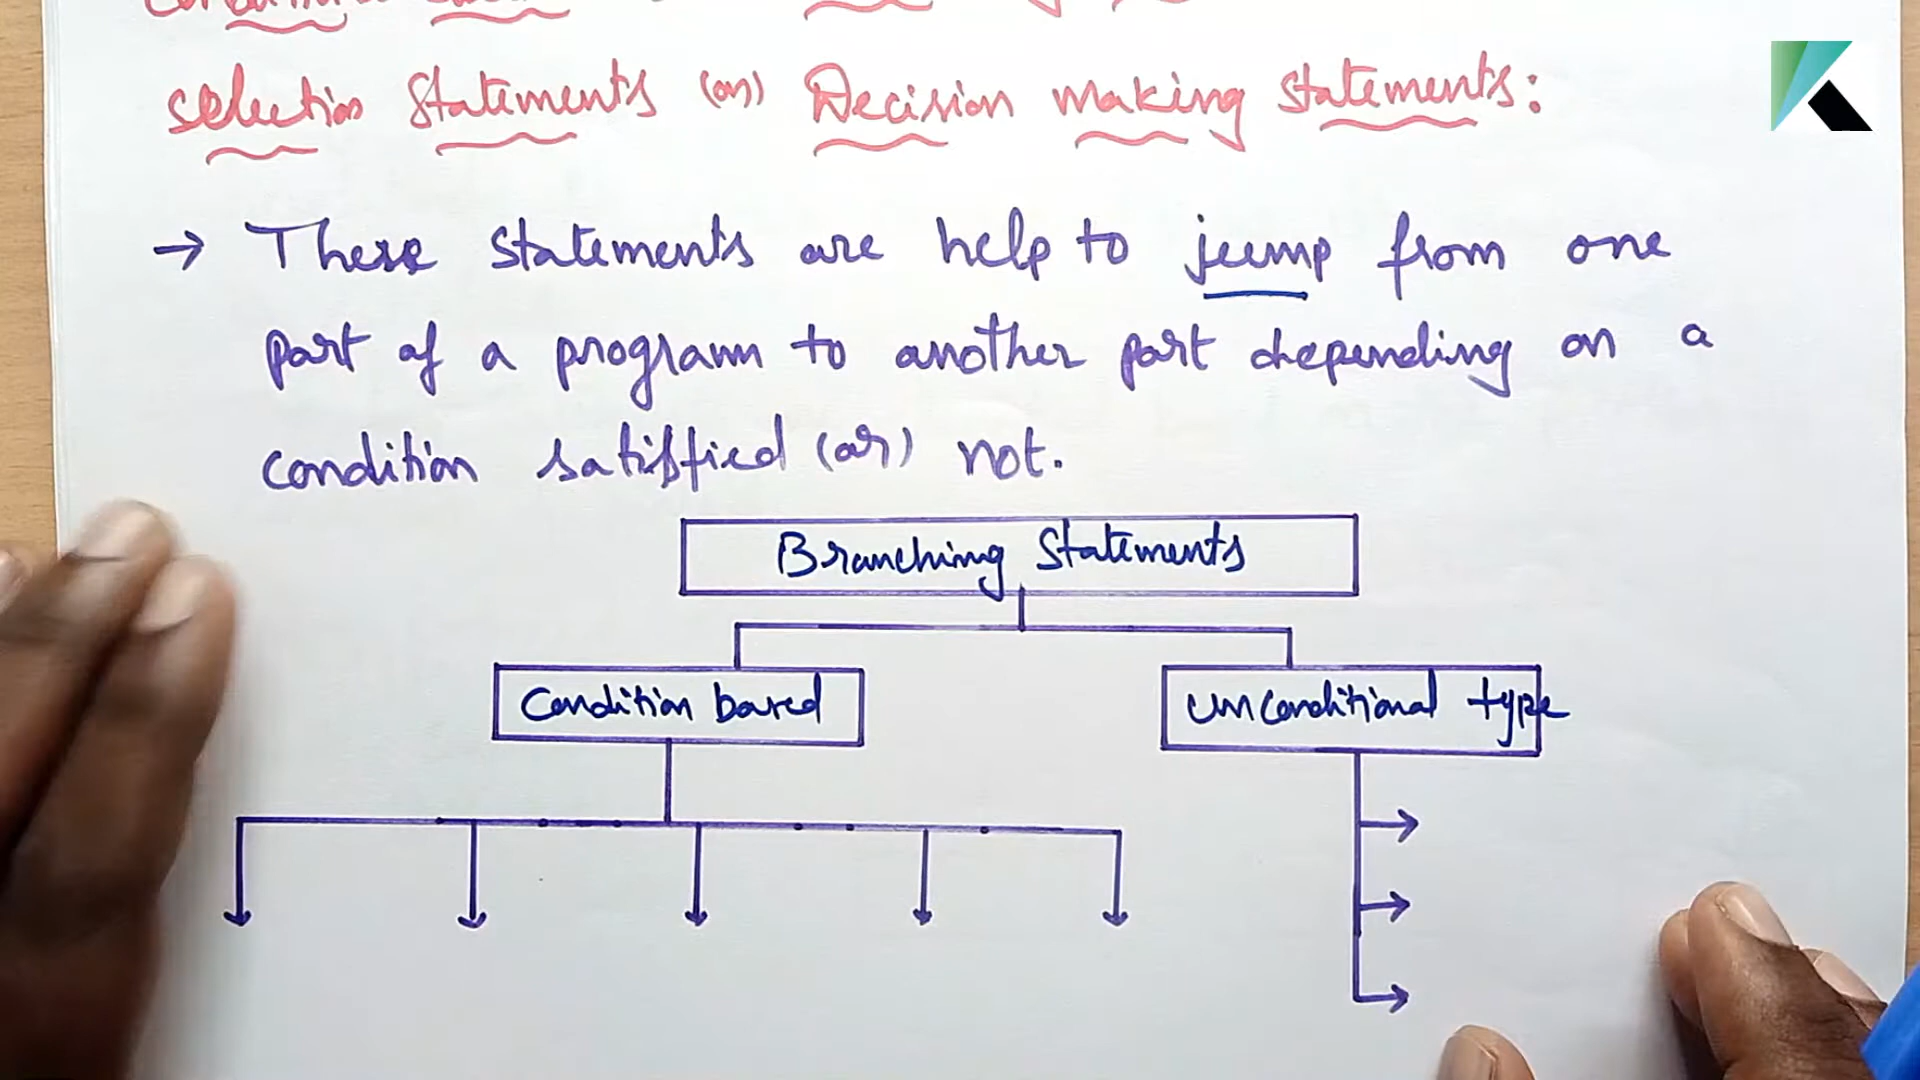 selection Statements (or) Decision making statements:
→ These statements are help to jump from one
part of a program to another part depending on a
condition satisfied (or) not.
Branching Statements
Condition based
unconditional type